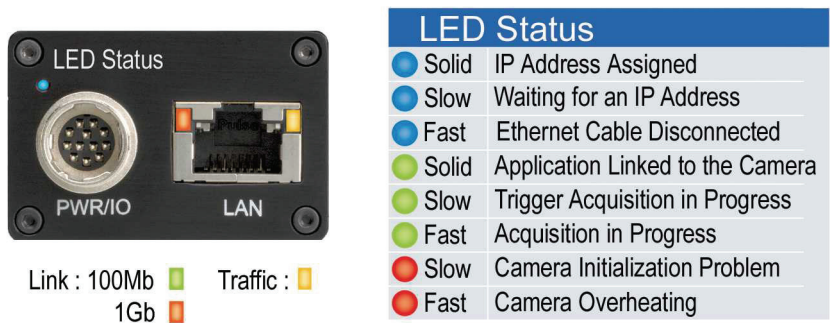 LED Status
PWR/IO
LAN
Pulse
Link : 100Mb
Traffic :
1Gb
LED Status
Solid IP Address Assigned
Slow Waiting for an IP Address
Fast Ethernet Cable Disconnected
Solid Application Linked to the Camera
Slow Trigger Acquisition in Progress
Fast Acquisition in Progress
Slow Camera Initialization Problem
Fast Camera Overheating